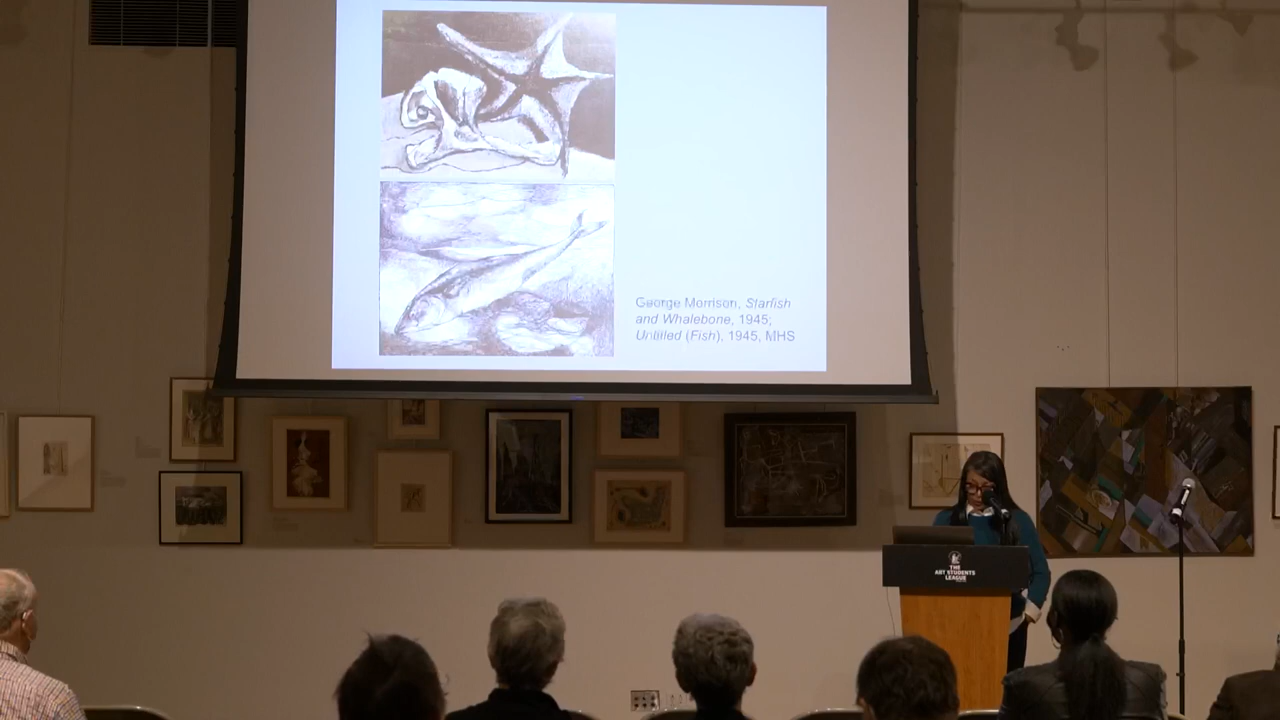 George Morrison, Starfish
and Whalebone, 1945;
Untitled (Fish), 1945, MHS
THE
ART STUDENTS
LEAGUE